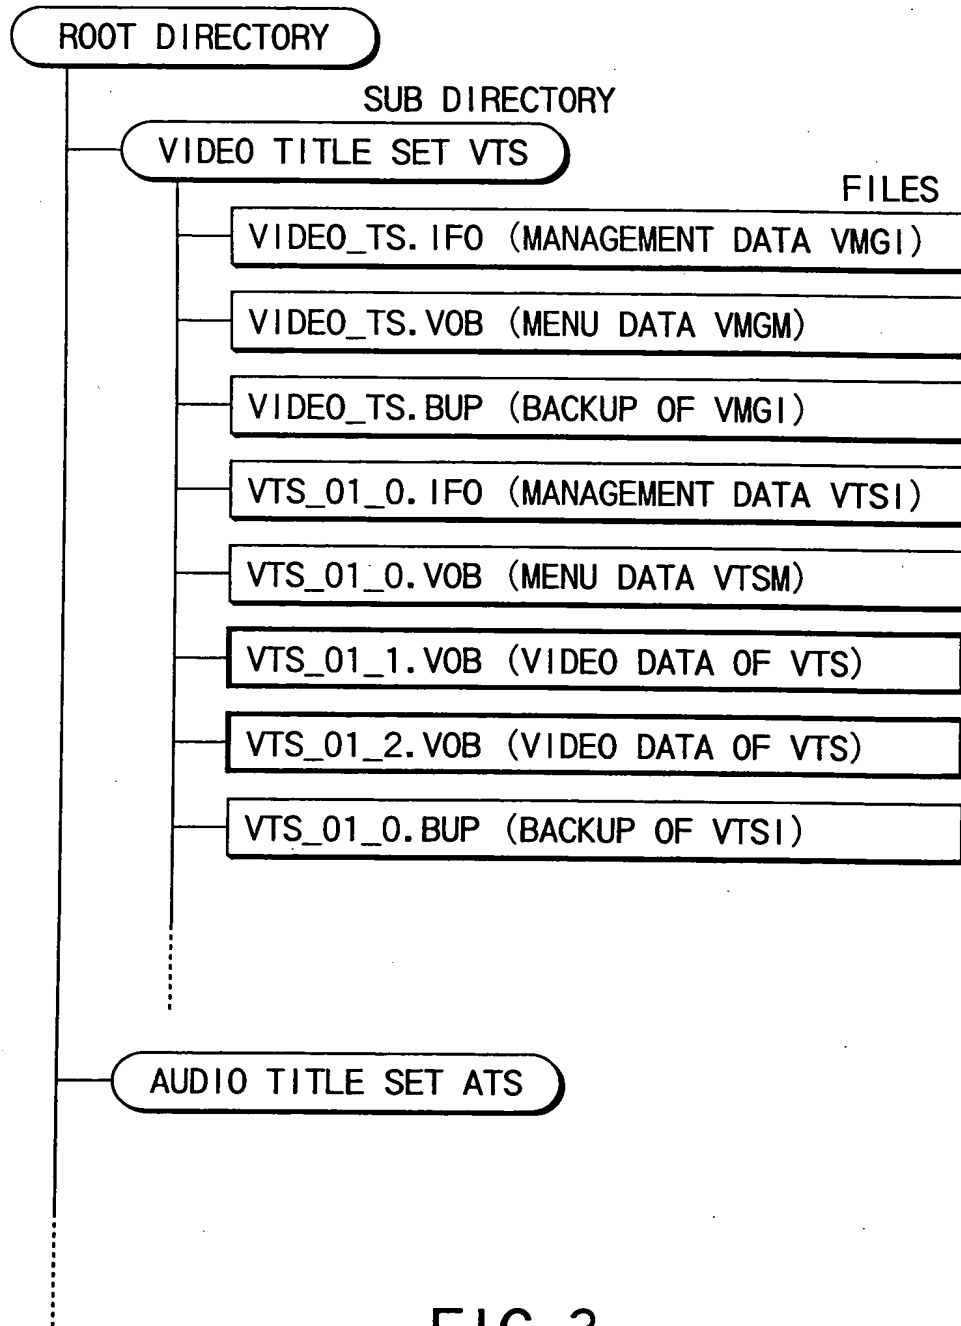 ROOT DIRECTORY
SUB DIRECTORY
VIDEO TITLE SET VTS
FILES
VIDEO_TS.IFO (MANAGEMENT DATA VMGI)
VIDEO_TS.VOB (MENU DATA VMGM)
VIDEO_TS.BUP (BACKUP OF VMGI)
VTS_01_0.IFO (MANAGEMENT DATA VTSI)
VTS_01_0.VOB (MENU DATA VTSM)
VTS_01_1.VOB (VIDEO DATA OF VTS)
VTS_01_2.VOB (VIDEO DATA OF VTS)
VTS_01_0.BUP (BACKUP OF VTSI)
AUDIO TITLE SET ATS